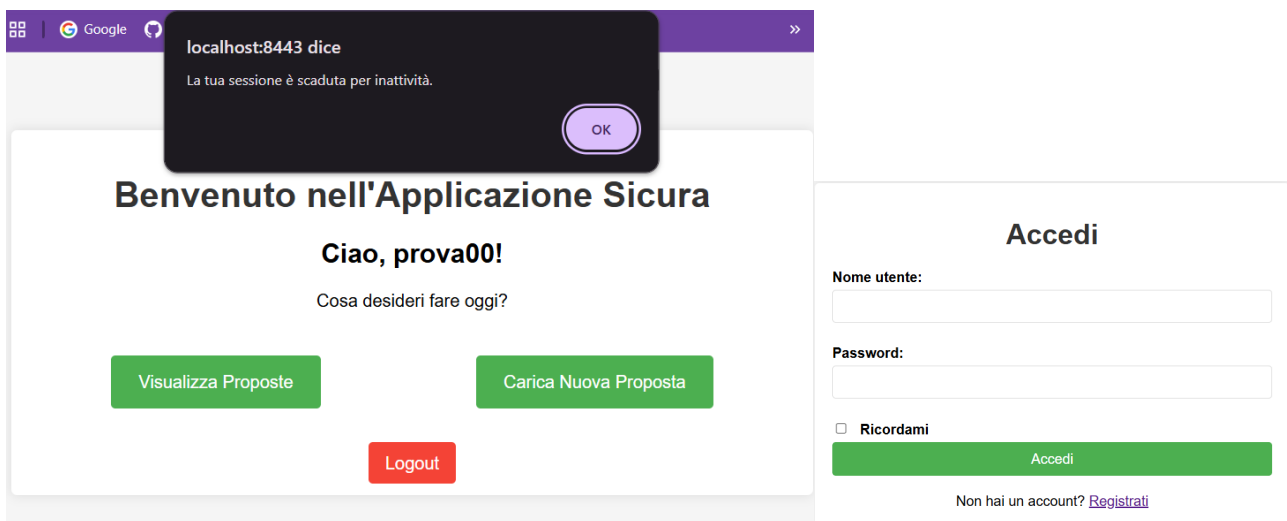 Google
localhost:8443 dice
La tua sessione è scaduta per inattività.
OK
Benvenuto nell'Applicazione Sicura
Ciao, prova00!
Cosa desideri fare oggi?
Visualizza Proposte
Carica Nuova Proposta
Logout
Accedi
Nome utente:
Password:
Ricordami
Accedi
Non hai un account? Registrati